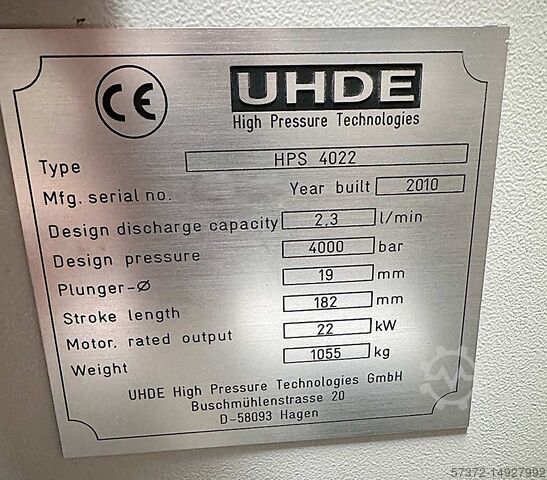 CE
UHDE
High Pressure Technologies
Type HPS 4022
Mfg. serial no. Year built 2010
Design discharge capacity 2,3 l/min
Design pressure 4000 bar
Plunger-Ø 19 mm
Stroke length 182 mm
Motor. rated output 22 kW
Weight 1055 kg
UHDE High Pressure Technologies GmbH
Buschmühlenstrasse 20
D-58093 Hagen
57372-14927992